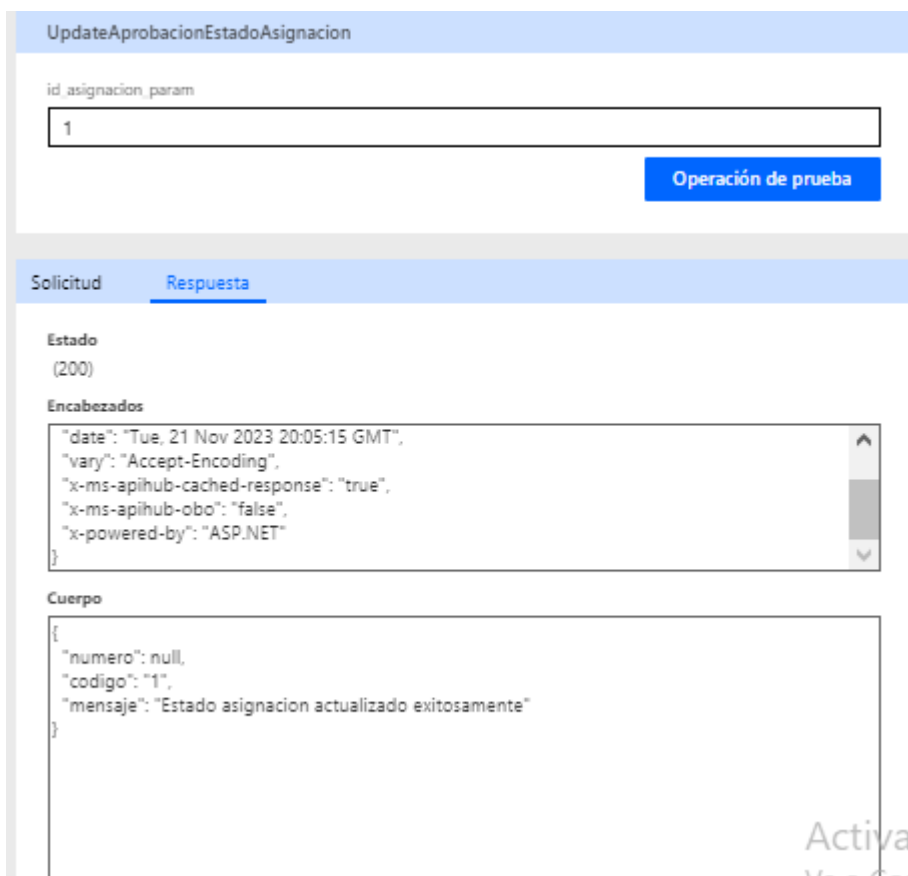 UpdateAprobacionEstadoAsignacion
id_asignacion_param
1
Operación de prueba
Solicitud Respuesta
Estado
(200)
Encabezados
"date": "Tue, 21 Nov 2023 20:05:15 GMT",
"vary": "Accept-Encoding",
"x-ms-apihub-cached-response": "true",
"x-ms-apihub-obo": "false",
"x-powered-by": "ASP.NET"
}
Cuerpo
{
"numero": null,
"codigo": "1",
"mensaje": "Estado asignacion actualizado exitosamente"
}
Activa